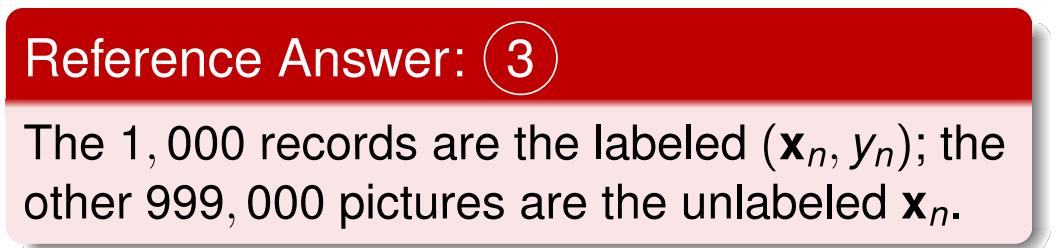 Reference Answer: ③
The 1, 000 records are the labeled (𝐱ₙ, yₙ); the
other 999, 000 pictures are the unlabeled 𝐱ₙ.